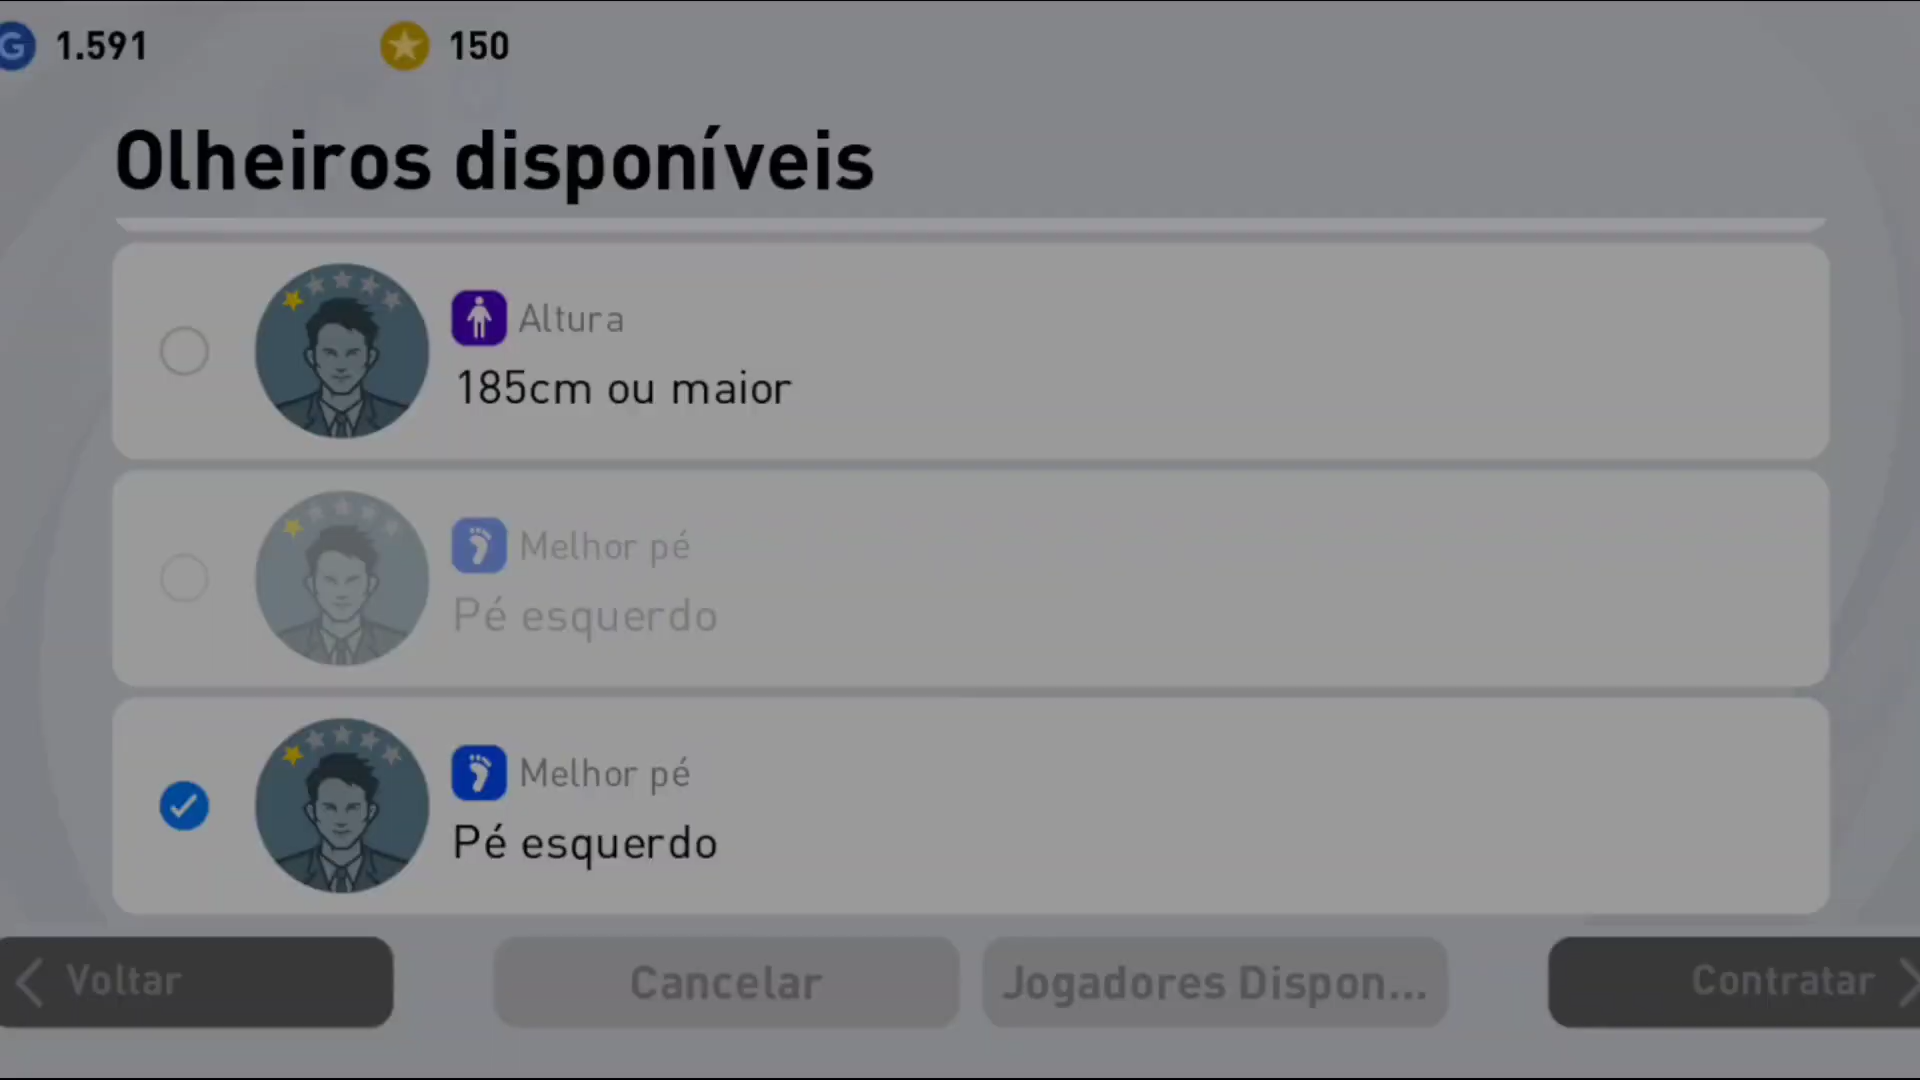 G 1.591 150
Olheiros disponíveis
Altura
185cm ou maior
Melhor pé
Pé esquerdo
Melhor pé
Pé esquerdo
Voltar Cancelar Jogadores Dispon... Contratar